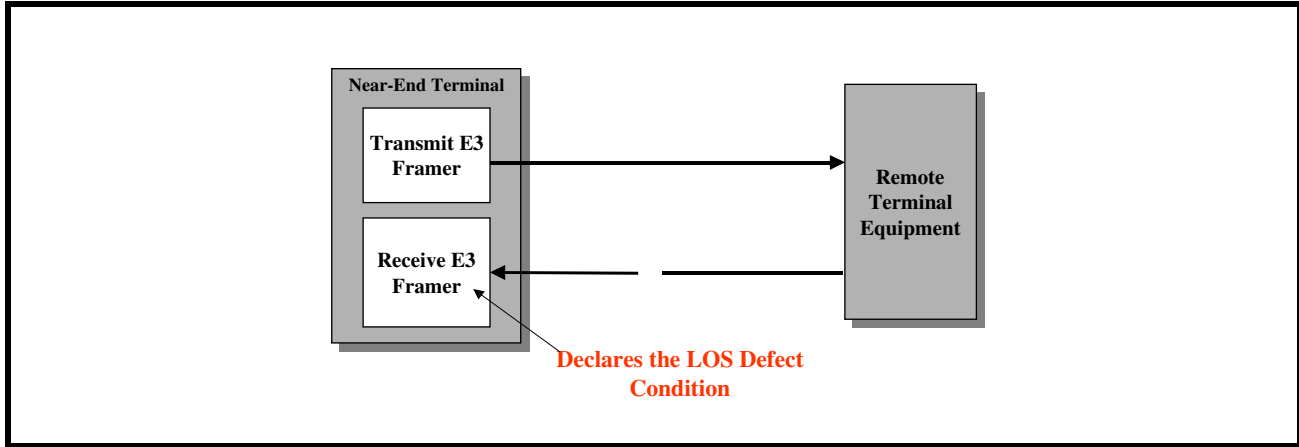 Near-End Terminal
Transmit E3
Framer
Receive E3
Framer
Remote
Terminal
Equipment
Declares the LOS Defect
Condition